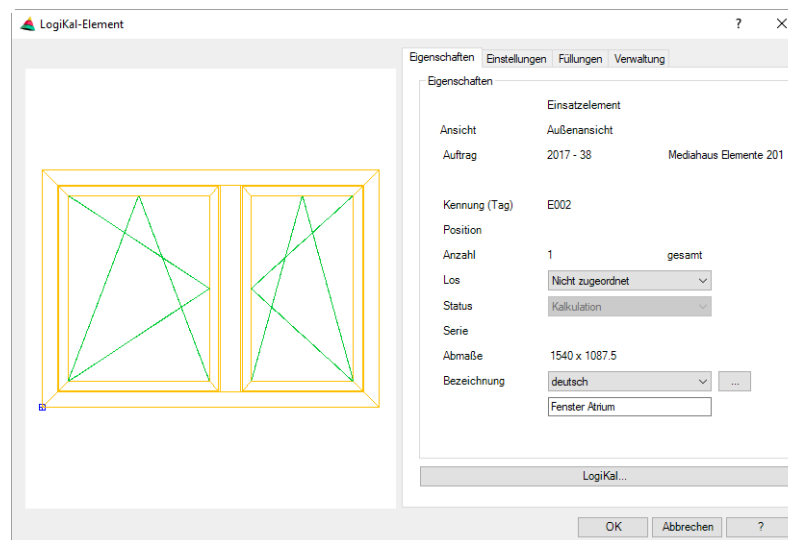 LogiKal-Element ?
Eigenschaften Einstellungen Füllungen Verwaltung
Eigenschaften
Einsatzelement
Ansicht Außenansicht
Auftrag 2017 - 38 Mediahaus Elemente 201
Kennung (Tag) E002
Position
Anzahl 1 gesamt
Los Nicht zugeordnet
Status Kalkulation
Serie
Abmaße 1540 x 1087.5
Bezeichnung deutsch ...
Fenster Atrium
LogiKal...
OK Abbrechen ?